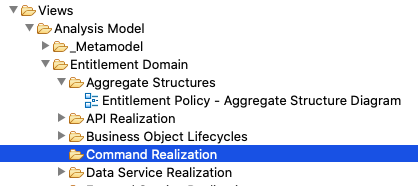 Views
Analysis Model
_Metamodel
Entitlement Domain
Aggregate Structures
Entitlement Policy - Aggregate Structure Diagram
API Realization
Business Object Lifecycles
Command Realization
Data Service Realization